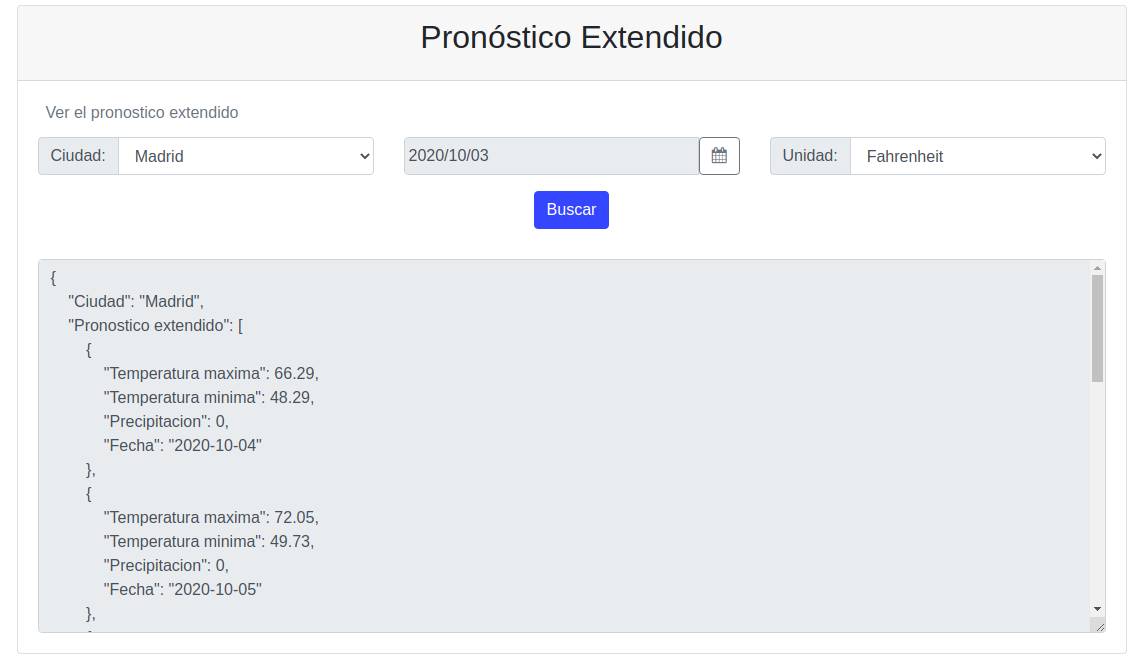 Pronóstico Extendido
Ver el pronostico extendido
Ciudad: Madrid 2020/10/03 Unidad: Fahrenheit
Buscar
{
"Ciudad": "Madrid",
"Pronostico extendido": [
{
"Temperatura maxima": 66.29,
"Temperatura minima": 48.29,
"Precipitacion": 0,
"Fecha": "2020-10-04"
},
{
"Temperatura maxima": 72.05,
"Temperatura minima": 49.73,
"Precipitacion": 0,
"Fecha": "2020-10-05"
},